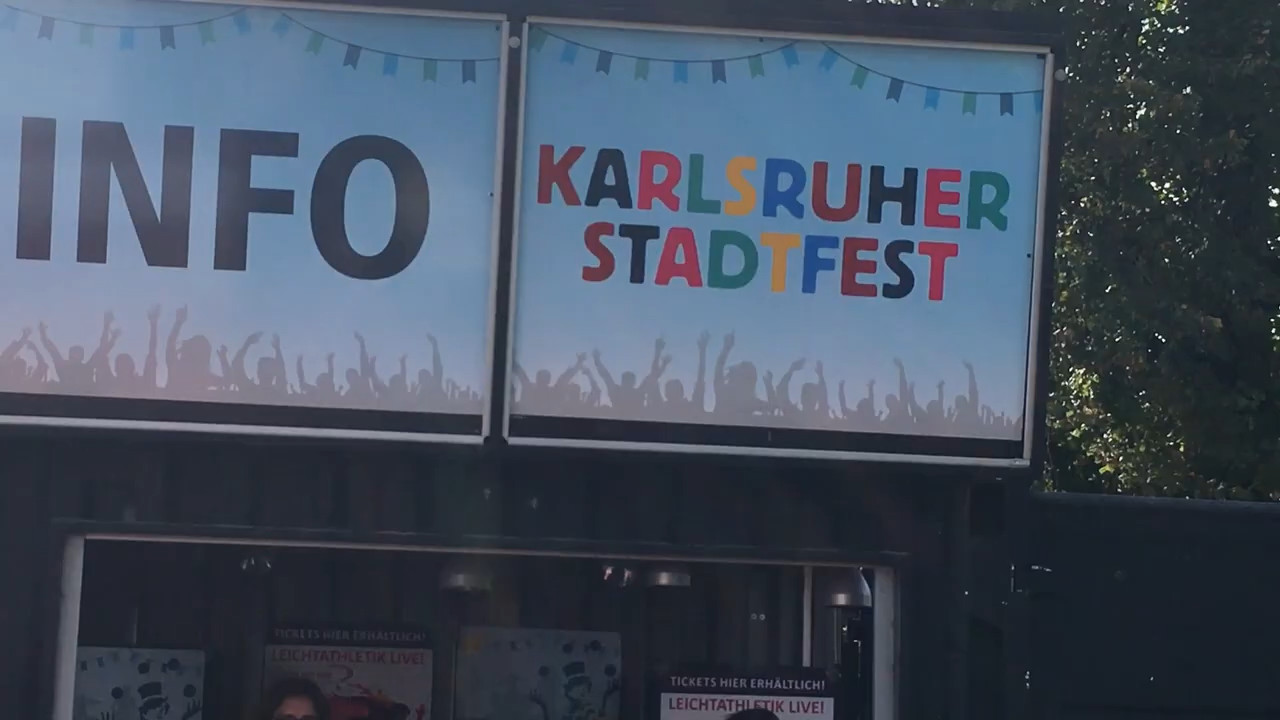 INFO
KARLSRUHER
STADTFEST
TICKETS HIER ERHÄLTLICH!
LEICHTATHLETIK LIVE!
TICKETS HIER ERHÄLTLICH!
LEICHTATHLETIK LIVE!